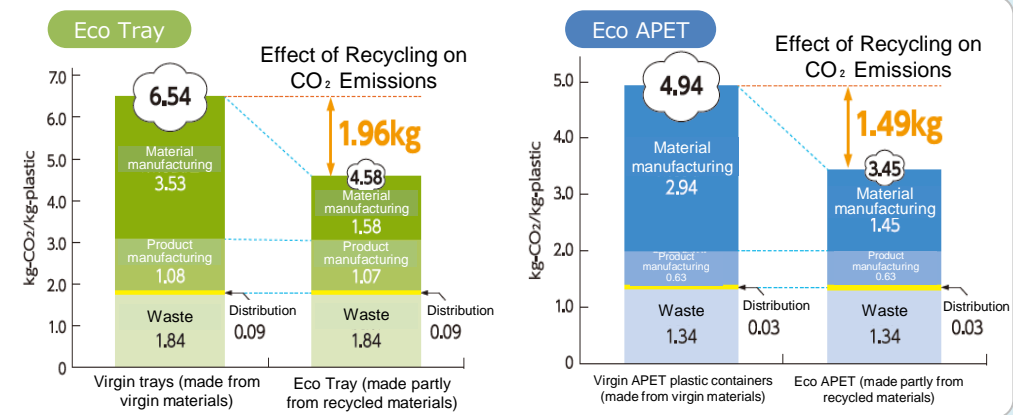 Eco Tray
Effect of Recycling on
CO₂ Emissions
kg-CO2/kg-plastic
7.0
6.0
5.0
4.0
3.0
2.0
1.0
0
6.54
Material
manufacturing
3.53
Product
manufacturing
1.08
Waste
1.84
Distribution
0.09
1.96kg
4.58
Material
manufacturing
1.58
Product
manufacturing
1.07
Waste
1.84
Distribution
0.09
Virgin trays (made from
virgin materials)
Eco Tray (made partly
from recycled materials)
Eco APET
Effect of Recycling on
CO₂ Emissions
kg-CO2/kg-plastic
5.0
4.0
3.0
2.0
1.0
0
4.94
Material
manufacturing
2.94
Product
manufacturing
0.63
Waste
1.34
Distribution
0.03
1.49kg
3.45
Material
manufacturing
1.45
Product
manufacturing
0.63
Waste
1.34
Distribution
0.03
Virgin APET plastic containers
(made from virgin materials)
Eco APET (made partly from
recycled materials)